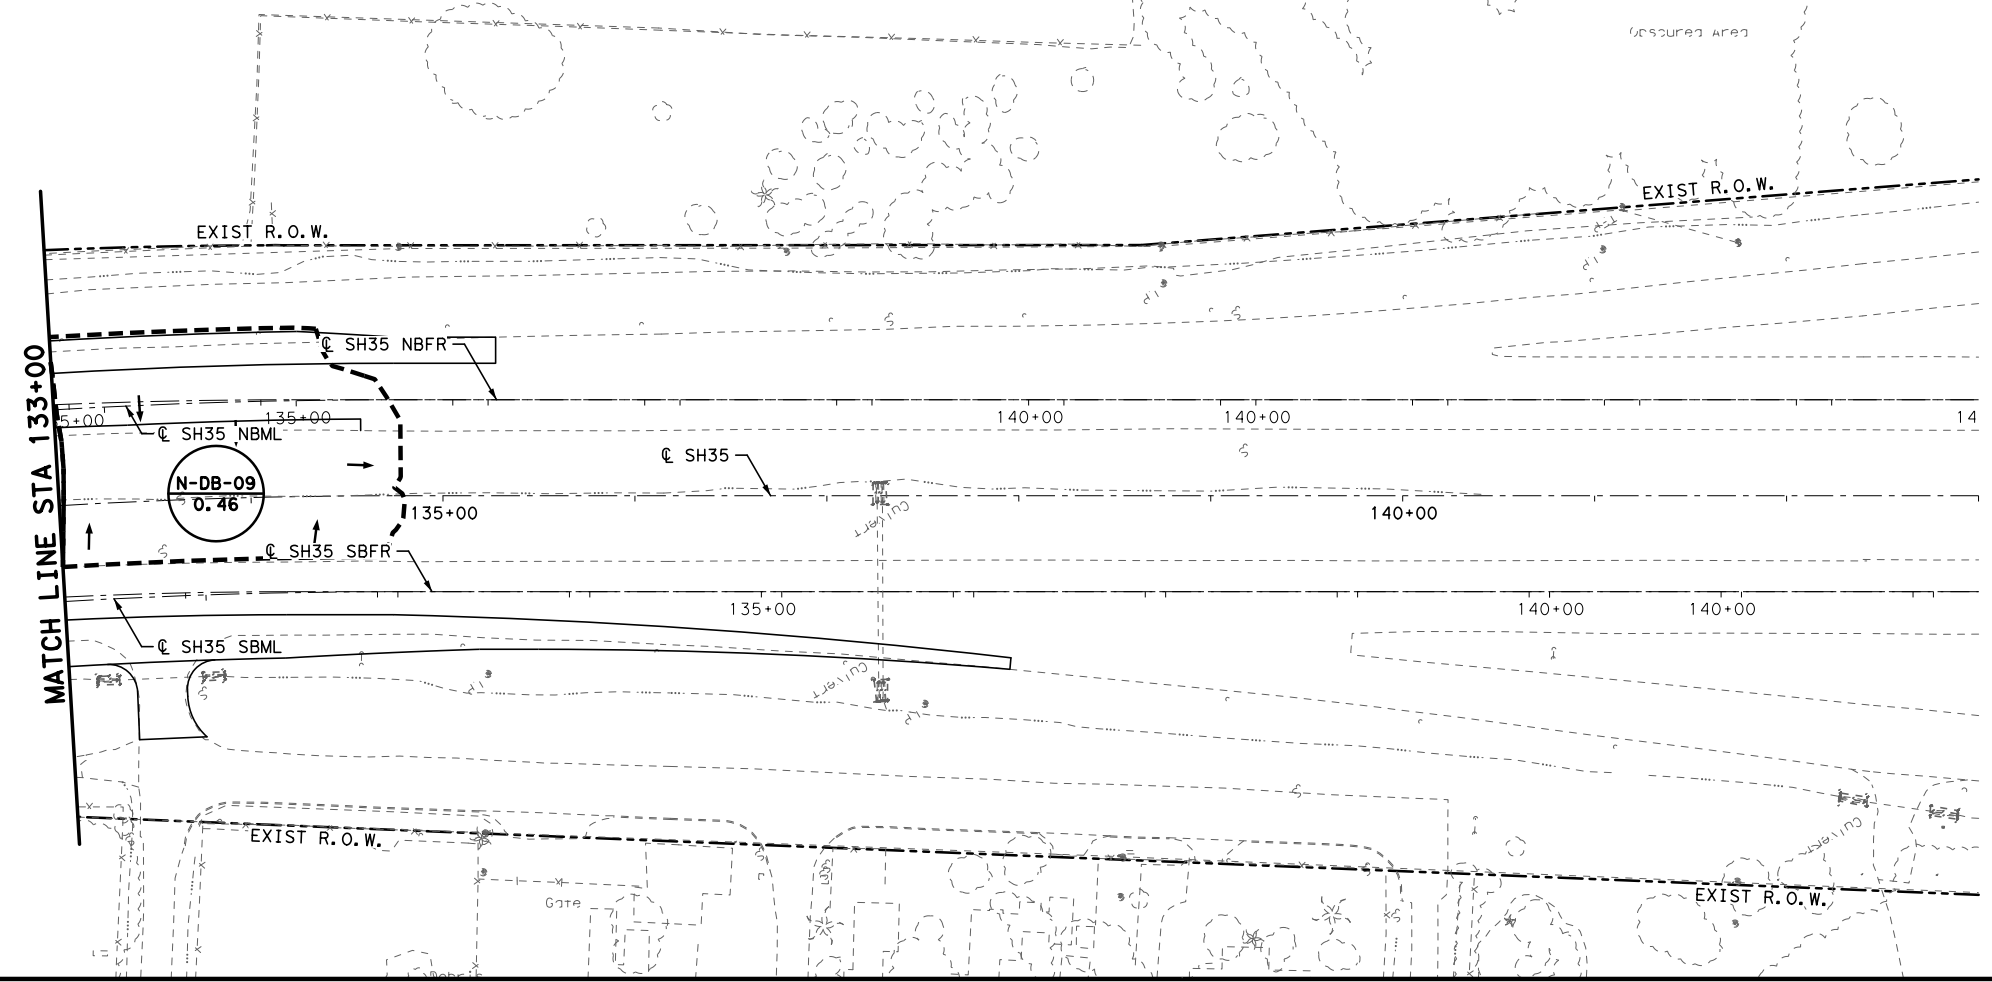 Obscured Area
EXIST R.O.W.
EXIST R.O.W.
MATCH LINE STA 133+00
℄ SH35 NBFR
5+00
135+00
140+00
140+00
14
℄ SH35 NBML
℄ SH35
N-DB-09
0.46
135+00
Culvert
140+00
℄ SH35 SBFR
135+00
140+00
140+00
℄ SH35 SBML
Culvert
Culvert
EXIST R.O.W.
EXIST R.O.W.
Gate
Debris